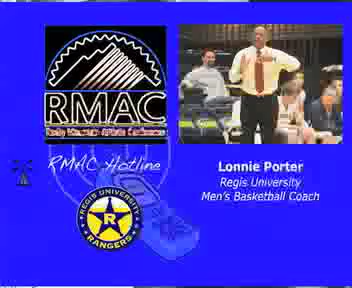 RMAC
Rocky Mountain Athletic Conference
RMAC Hotline
Lonnie Porter
Regis University
Men's Basketball Coach
REGIS UNIVERSITY
R
RANGERS